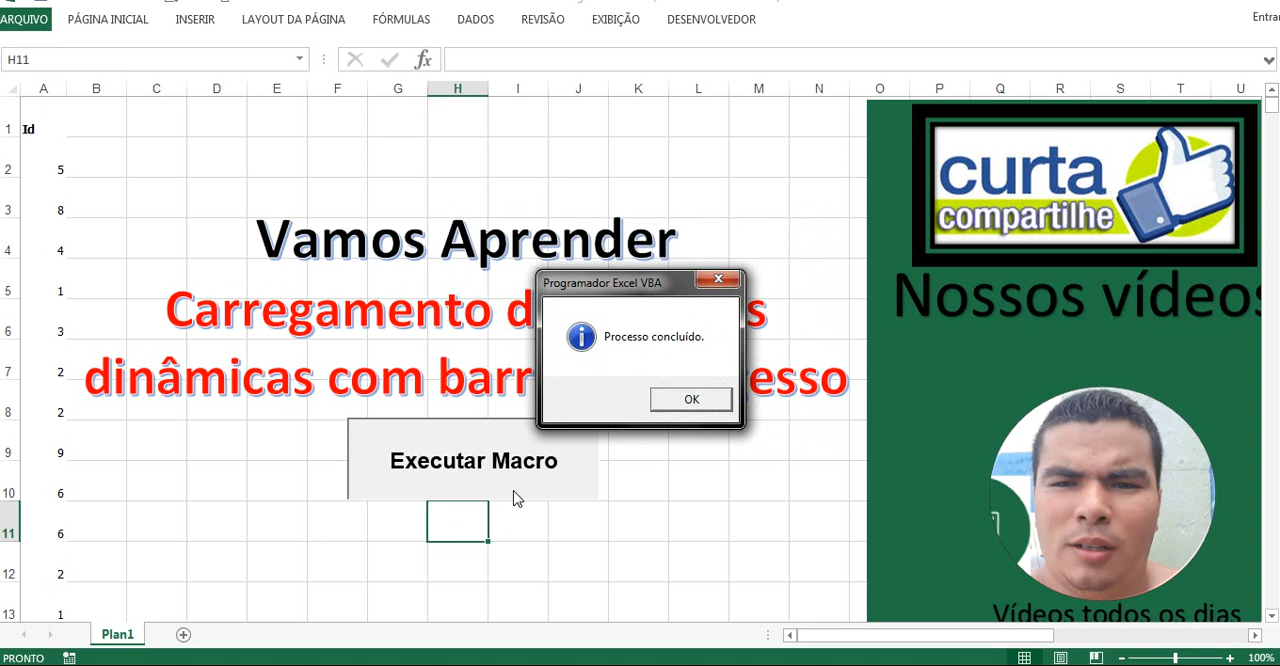 ARQUIVO PÁGINA INICIAL INSERIR LAYOUT DA PÁGINA FÓRMULAS DADOS REVISÃO EXIBIÇÃO DESENVOLVEDOR Entrar
H11 fx
A B C D E F G H I J K L M N O P Q R S T U
1 Id
2 5
3 8
4 4
5 1
6 3
7 2
8 2
9 9
10 6
11 6
12 2
13 1
Vamos Aprender
Carregamento d s
dinâmicas com barr esso
Executar Macro
Programador Excel VBA
Processo concluído.
OK
curta
compartilhe
Nossos vídeos
Vídeos todos os dias
Plan1
PRONTO 100%